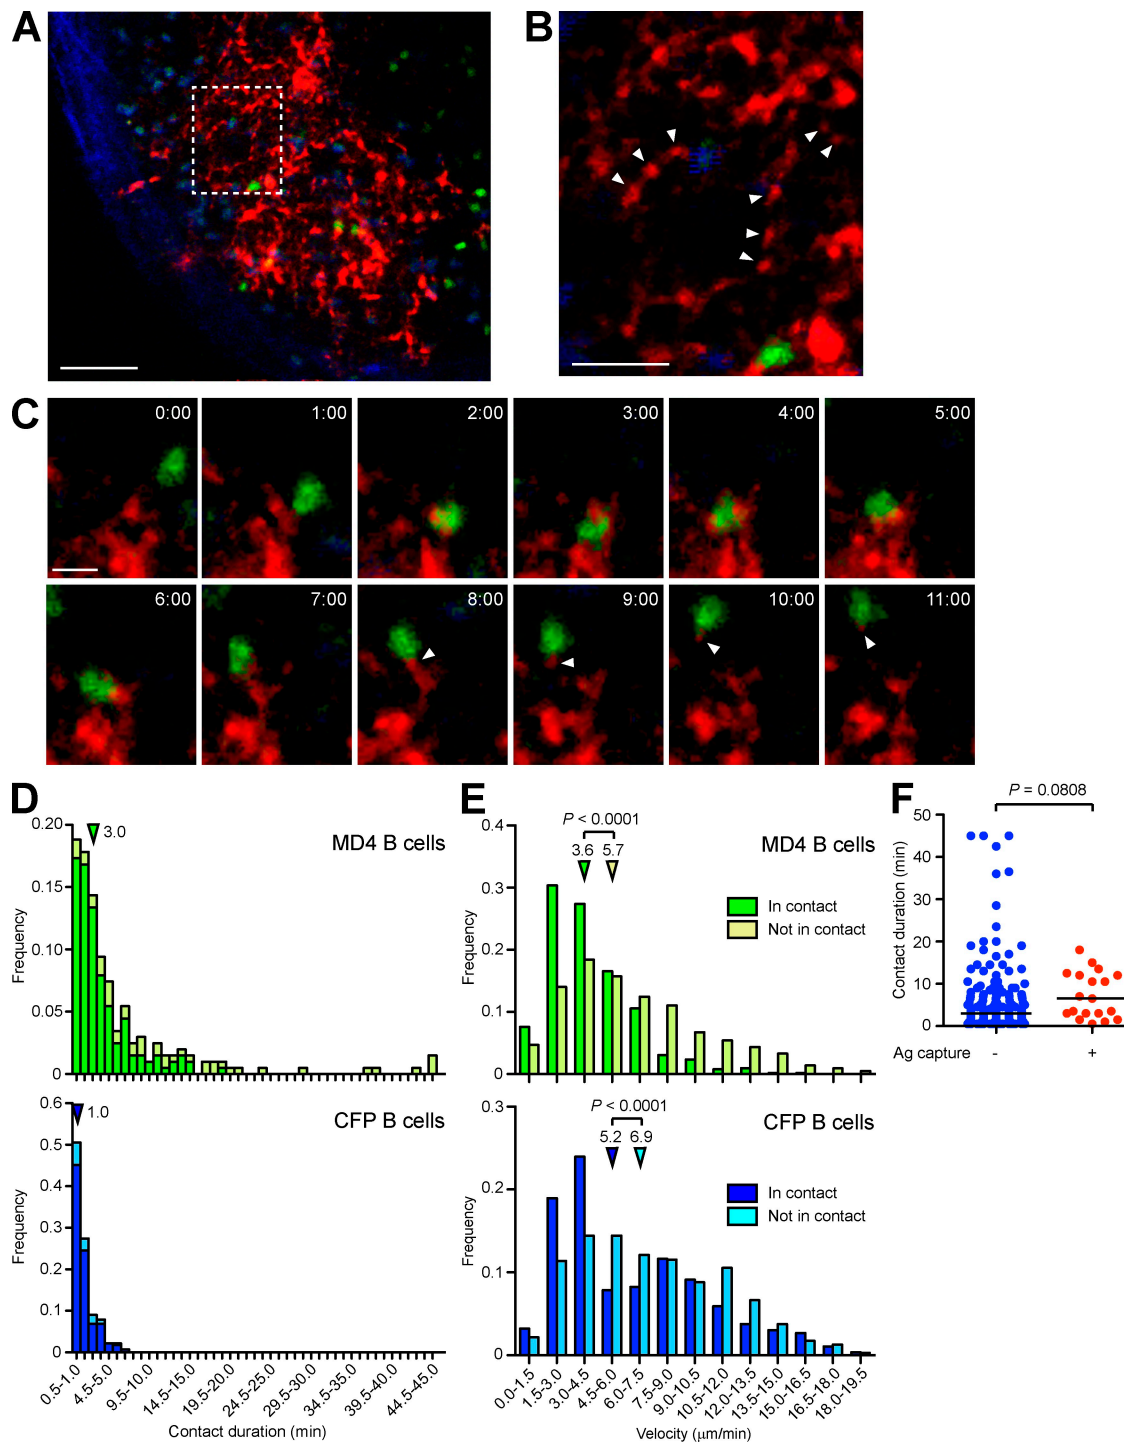 A
B
C
0:00
1:00
2:00
3:00
4:00
5:00
6:00
7:00
8:00
9:00
10:00
11:00
D
MD4 B cells
3.0
Frequency
0.20
0.15
0.10
0.05
0
CFP B cells
1.0
Frequency
0.6
0.5
0.4
0.3
0.2
0.1
0
0.5-1.0
4.5-5.0
9.5-10.0
14.5-15.0
19.5-20.0
24.5-25.0
29.5-30.0
34.5-35.0
39.5-40.0
44.5-45.0
Contact duration (min)
E
P < 0.0001
3.6 5.7
MD4 B cells
In contact
Not in contact
Frequency
0.4
0.3
0.2
0.1
0
P < 0.0001
5.2 6.9
CFP B cells
In contact
Not in contact
Frequency
0.3
0.2
0.1
0
0.0-1.5
1.5-3.0
3.0-4.5
4.5-6.0
6.0-7.5
7.5-9.0
9.0-10.5
10.5-12.0
12.0-13.5
13.5-15.0
15.0-16.5
16.5-18.0
18.0-19.5
Velocity (μm/min)
F
P = 0.0808
Contact duration (min)
50
40
30
20
10
0
Ag capture - +